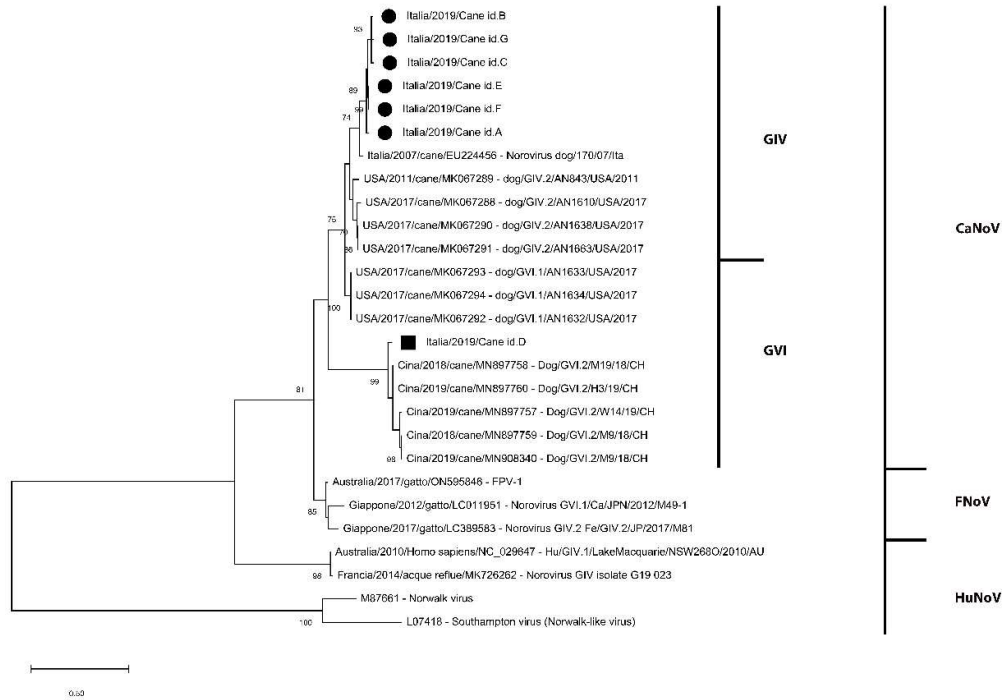 Italia/2019/Cane id.B
93
Italia/2019/Cane id.G
Italia/2019/Cane id.C
89
Italia/2019/Cane id.E
99
Italia/2019/Cane id.F
74
Italia/2019/Cane id.A
GIV
Italia/2007/cane/EU224456 - Norovirus dog/170/07/Ita
USA/2011/cane/MK067289 - dog/GIV.2/AN843/USA/2011
USA/2017/cane/MK067288 - dog/GIV.2/AN1610/USA/2017
76
USA/2017/cane/MK067290 - dog/GIV.2/AN1638/USA/2017
CaNoV
USA/2017/cane/MK067291 - dog/GIV.2/AN1663/USA/2017
USA/2017/cane/MK067293 - dog/GVI.1/AN1633/USA/2017
USA/2017/cane/MK067294 - dog/GVI.1/AN1634/USA/2017
100
USA/2017/cane/MK067292 - dog/GVI.1/AN1632/USA/2017
Italia/2019/Cane id.D
GVI
Cina/2018/cane/MN897758 - Dog/GVI.2/M19/18/CH
99
Cina/2019/cane/MN897760 - Dog/GVI.2/H3/19/CH
81
Cina/2019/cane/MN897757 - Dog/GVI.2/W14/19/CH
Cina/2018/cane/MN897759 - Dog/GVI.2/M9/18/CH
98
Cina/2019/cane/MN908340 - Dog/GVI.2/M9/18/CH
Australia/2017/gatto/ON595846 - FPV-1
85
Giappone/2012/gatto/LC011951 - Norovirus GVI.1/Ca/JPN/2012/M49-1
FNoV
Giappone/2017/gatto/LC389583 - Norovirus GIV.2 Fe/GIV.2/JP/2017/M81
Australia/2010/Homo sapiens/NC_029647 - Hu/GIV.1/LakeMacquarie/NSW268O/2010/AU
96
Francia/2014/acque reflue/MK726262 - Norovirus GIV isolate G19 023
M87661 - Norwalk virus
HuNoV
100
L07418 - Southampton virus (Norwalk-like virus)
0.50